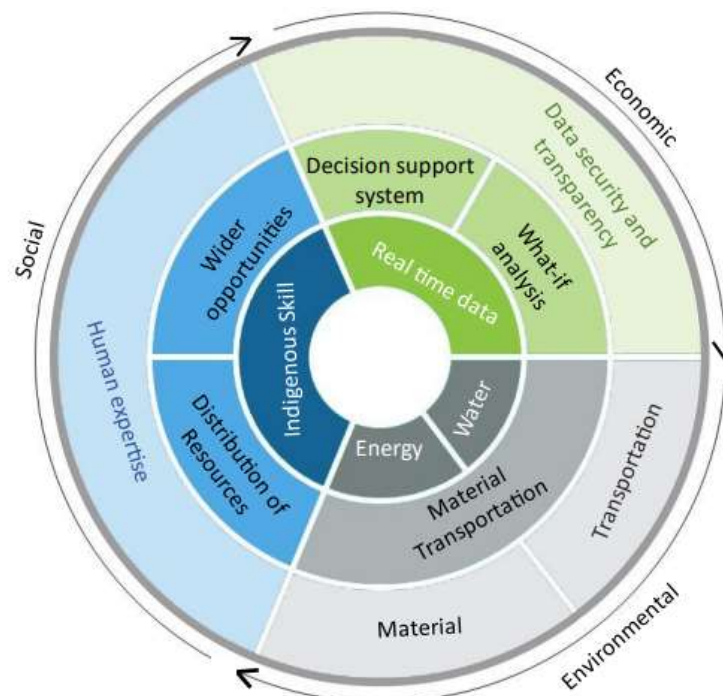 Economic
Data security and
transparency
Decision support
system
What-if
analysis
Real time data
Social
Wider
opportunities
Indigenous Skill
Human expertise
Distribution of
Resources
Energy
Water
Material
Transportation
Transportation
Material
Environmental